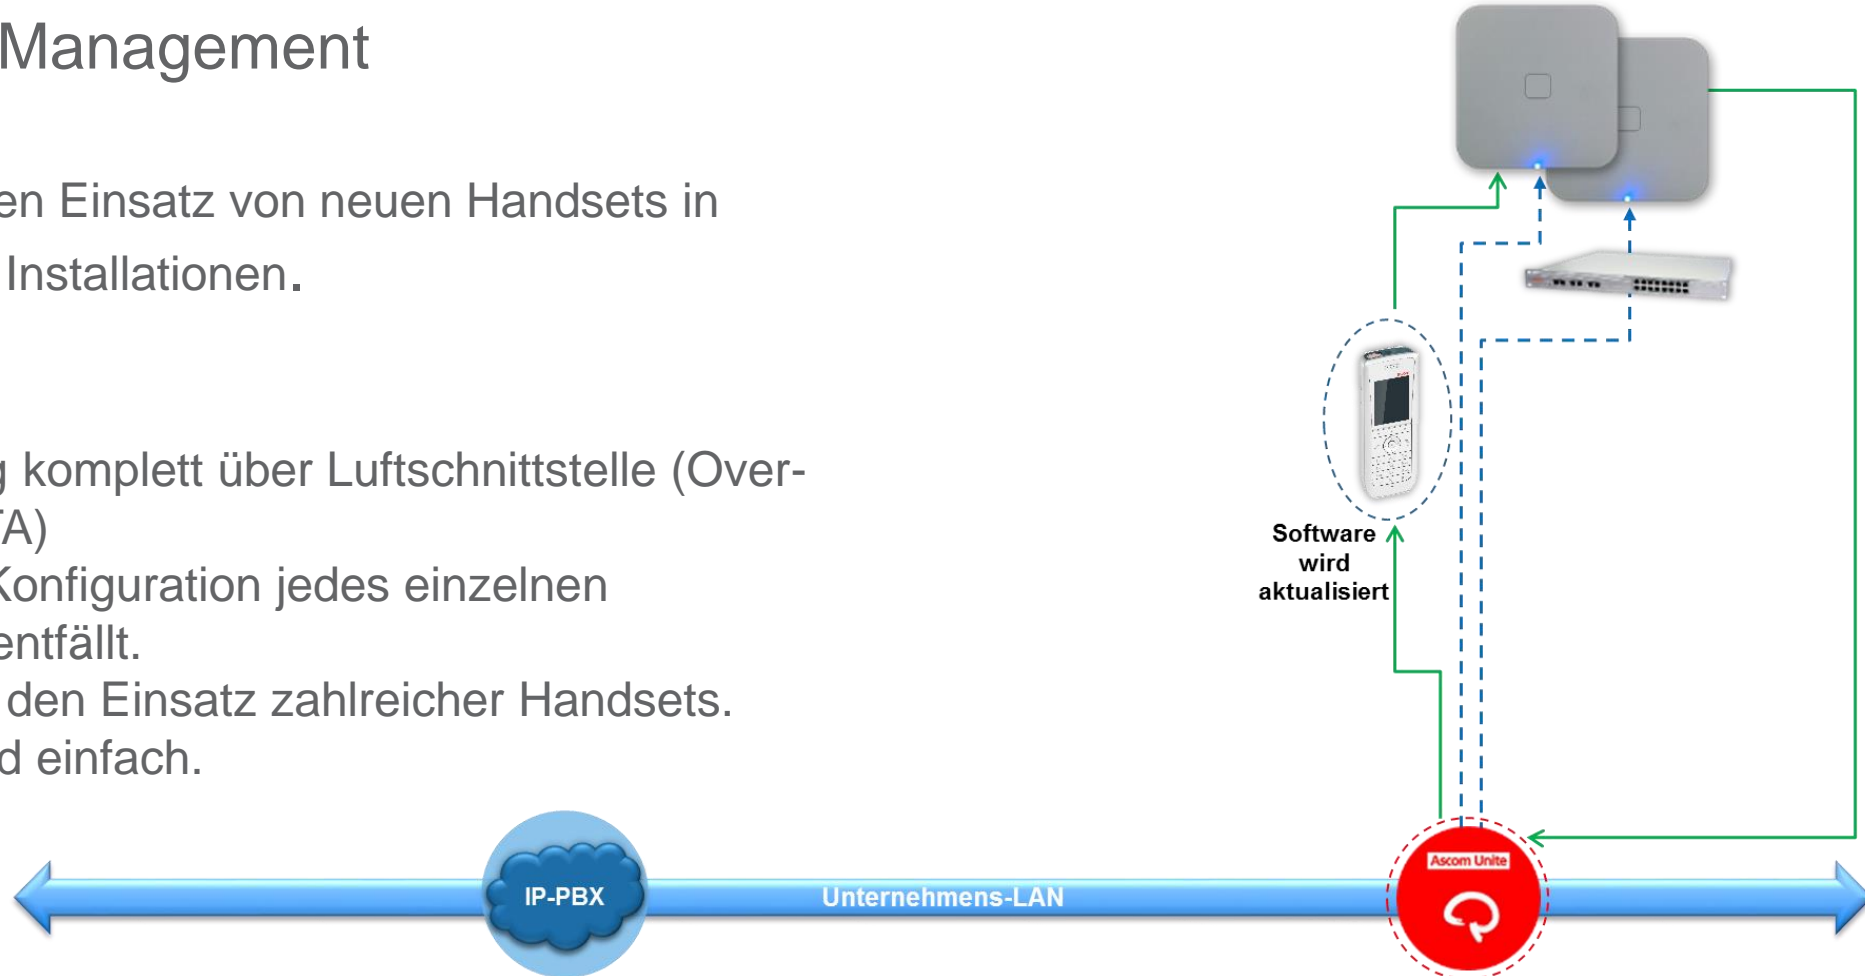 Management
en Einsatz von neuen Handsets in
Installationen.
g komplett über Luftschnittstelle (Over-
TA)
Konfiguration jedes einzelnen
entfällt.
den Einsatz zahlreicher Handsets.
d einfach.
Software
wird
aktualisiert
IP-PBX
Unternehmens-LAN
Ascom Unite